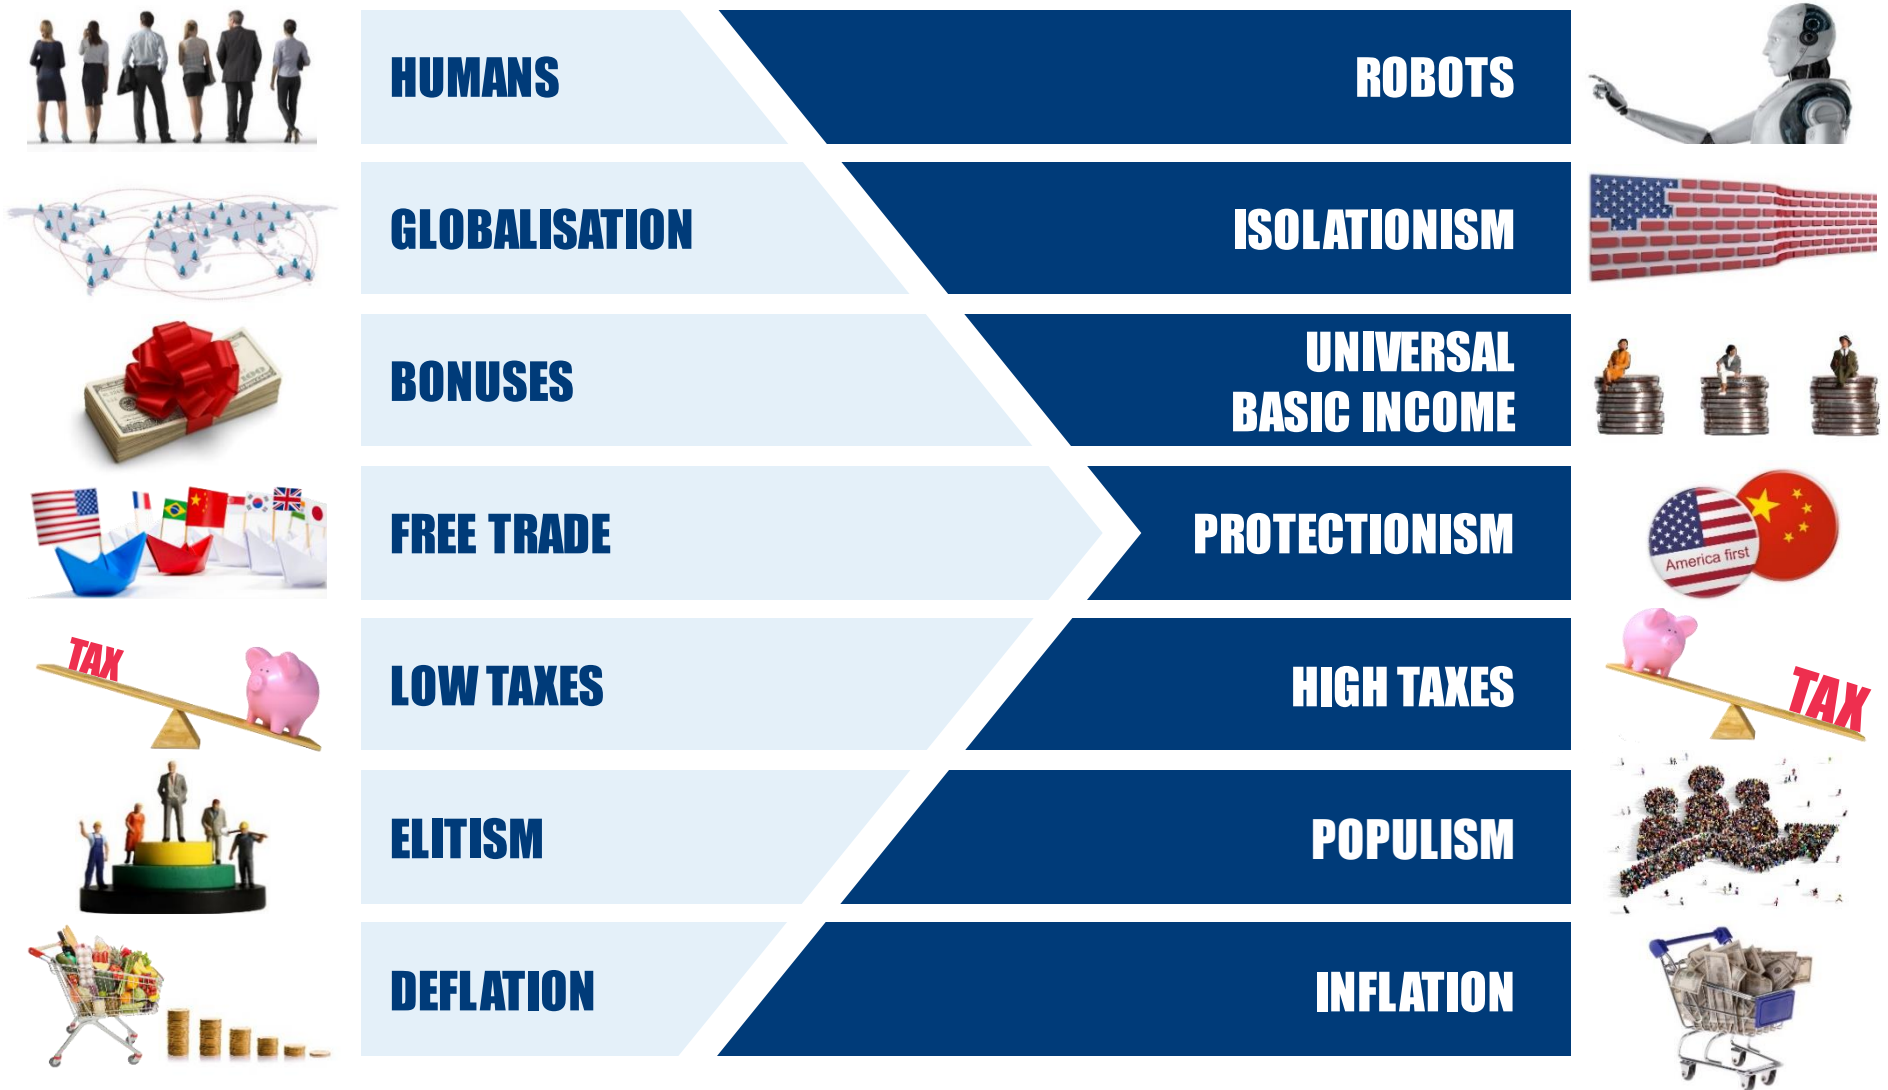 HUMANS
ROBOTS
GLOBALISATION
ISOLATIONISM
BONUSES
UNIVERSAL
BASIC INCOME
FREE TRADE
PROTECTIONISM
America first
TAX
LOW TAXES
HIGH TAXES
TAX
ELITISM
POPULISM
DEFLATION
INFLATION